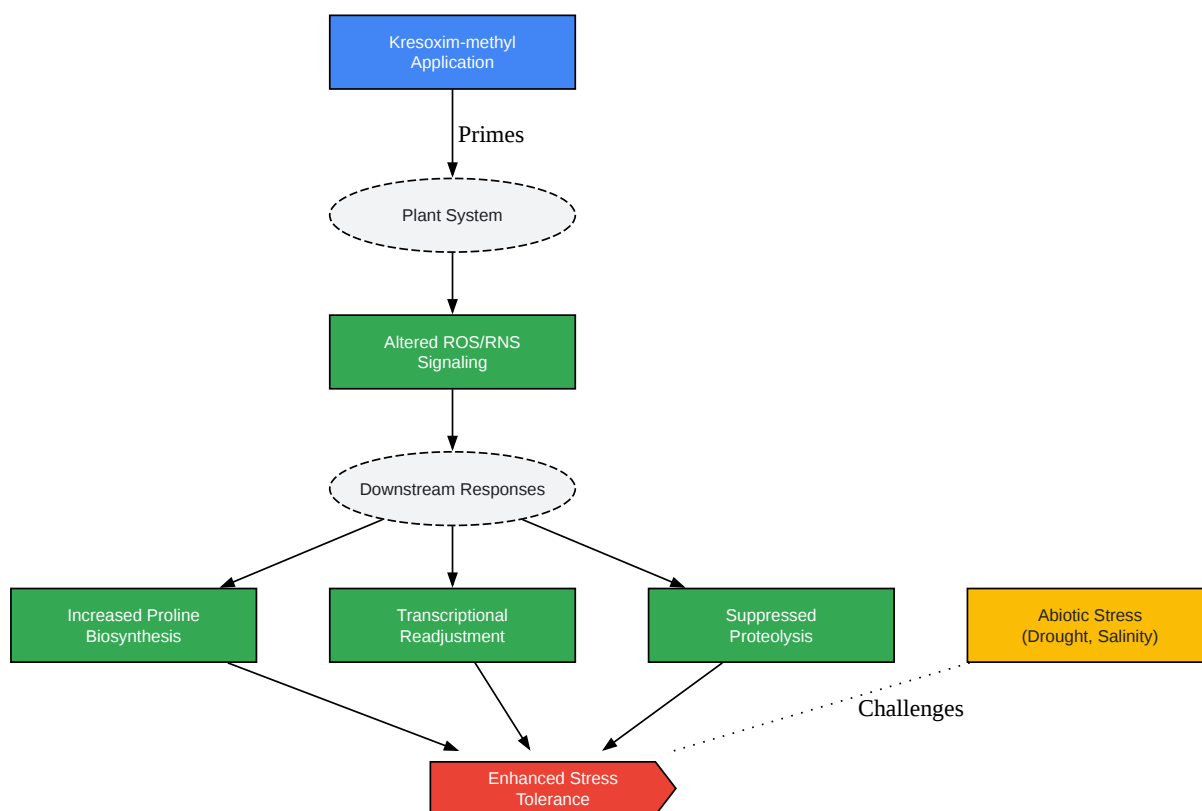 Kresoxim-methyl
Application
Primes
Plant System
Altered ROS/RNS
Signaling
Downstream Responses
Increased Proline
Biosynthesis
Transcriptional
Readjustment
Suppressed
Proteolysis
Abiotic Stress
(Drought, Salinity)
Challenges
Enhanced Stress
Tolerance